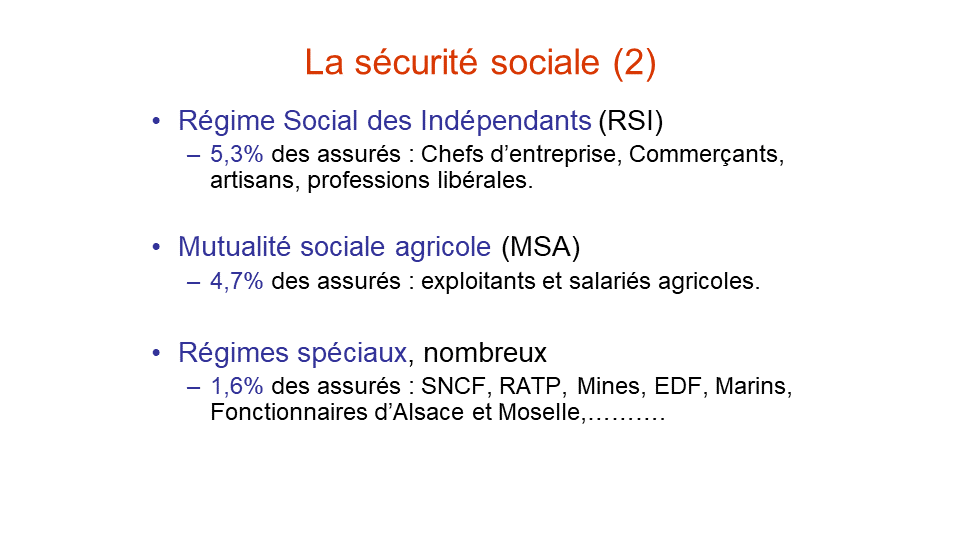 La sécurité sociale (2)
• Régime Social des Indépendants (RSI)
– 5,3% des assurés : Chefs d’entreprise, Commerçants,
artisans, professions libérales.
• Mutualité sociale agricole (MSA)
– 4,7% des assurés : exploitants et salariés agricoles.
• Régimes spéciaux, nombreux
– 1,6% des assurés : SNCF, RATP, Mines, EDF, Marins,
Fonctionnaires d’Alsace et Moselle,……….